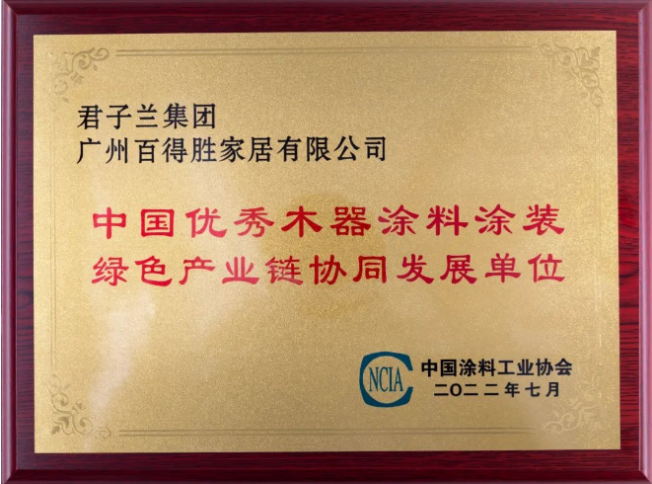 君子兰集团
广州百得胜家居有限公司
中国优秀木器涂料涂装
绿色产业链协同发展单位
CNCIA
中国涂料工业协会
二〇二二年七月